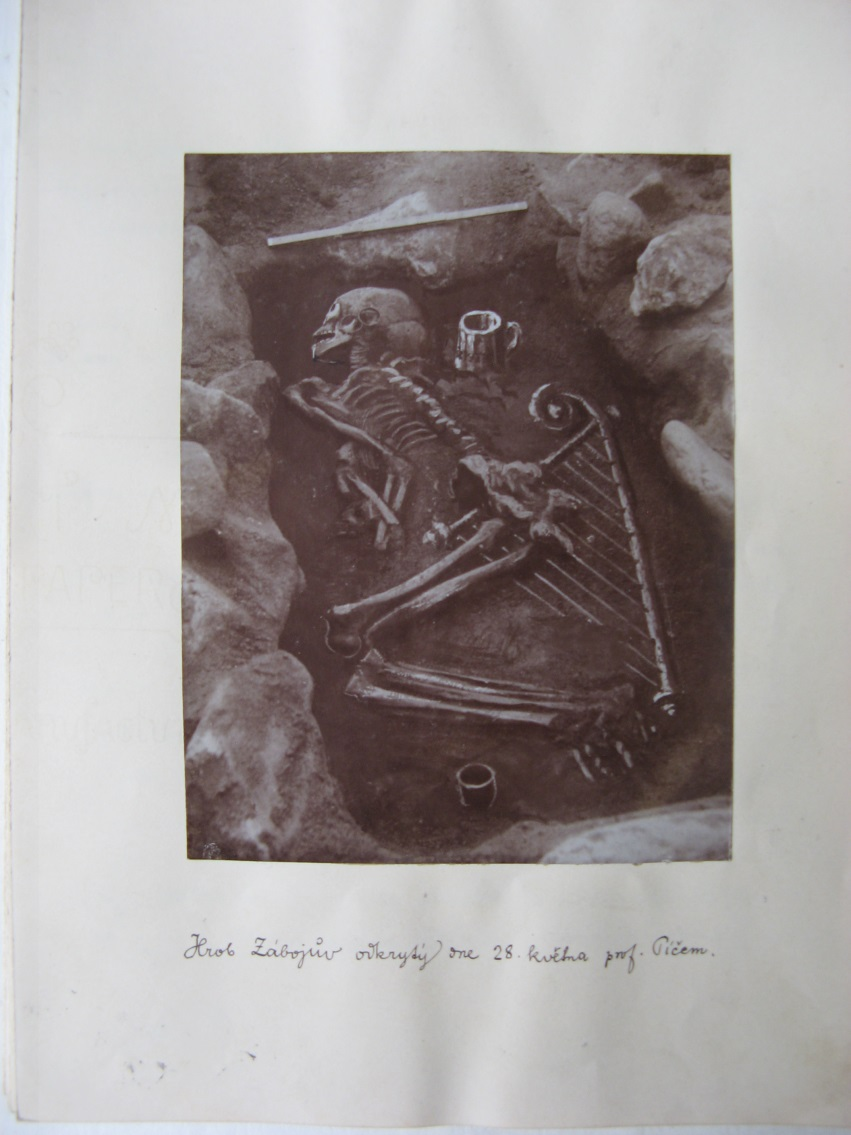 Hrob Zábojův odkrytý dne 28. května prof. Píčem.